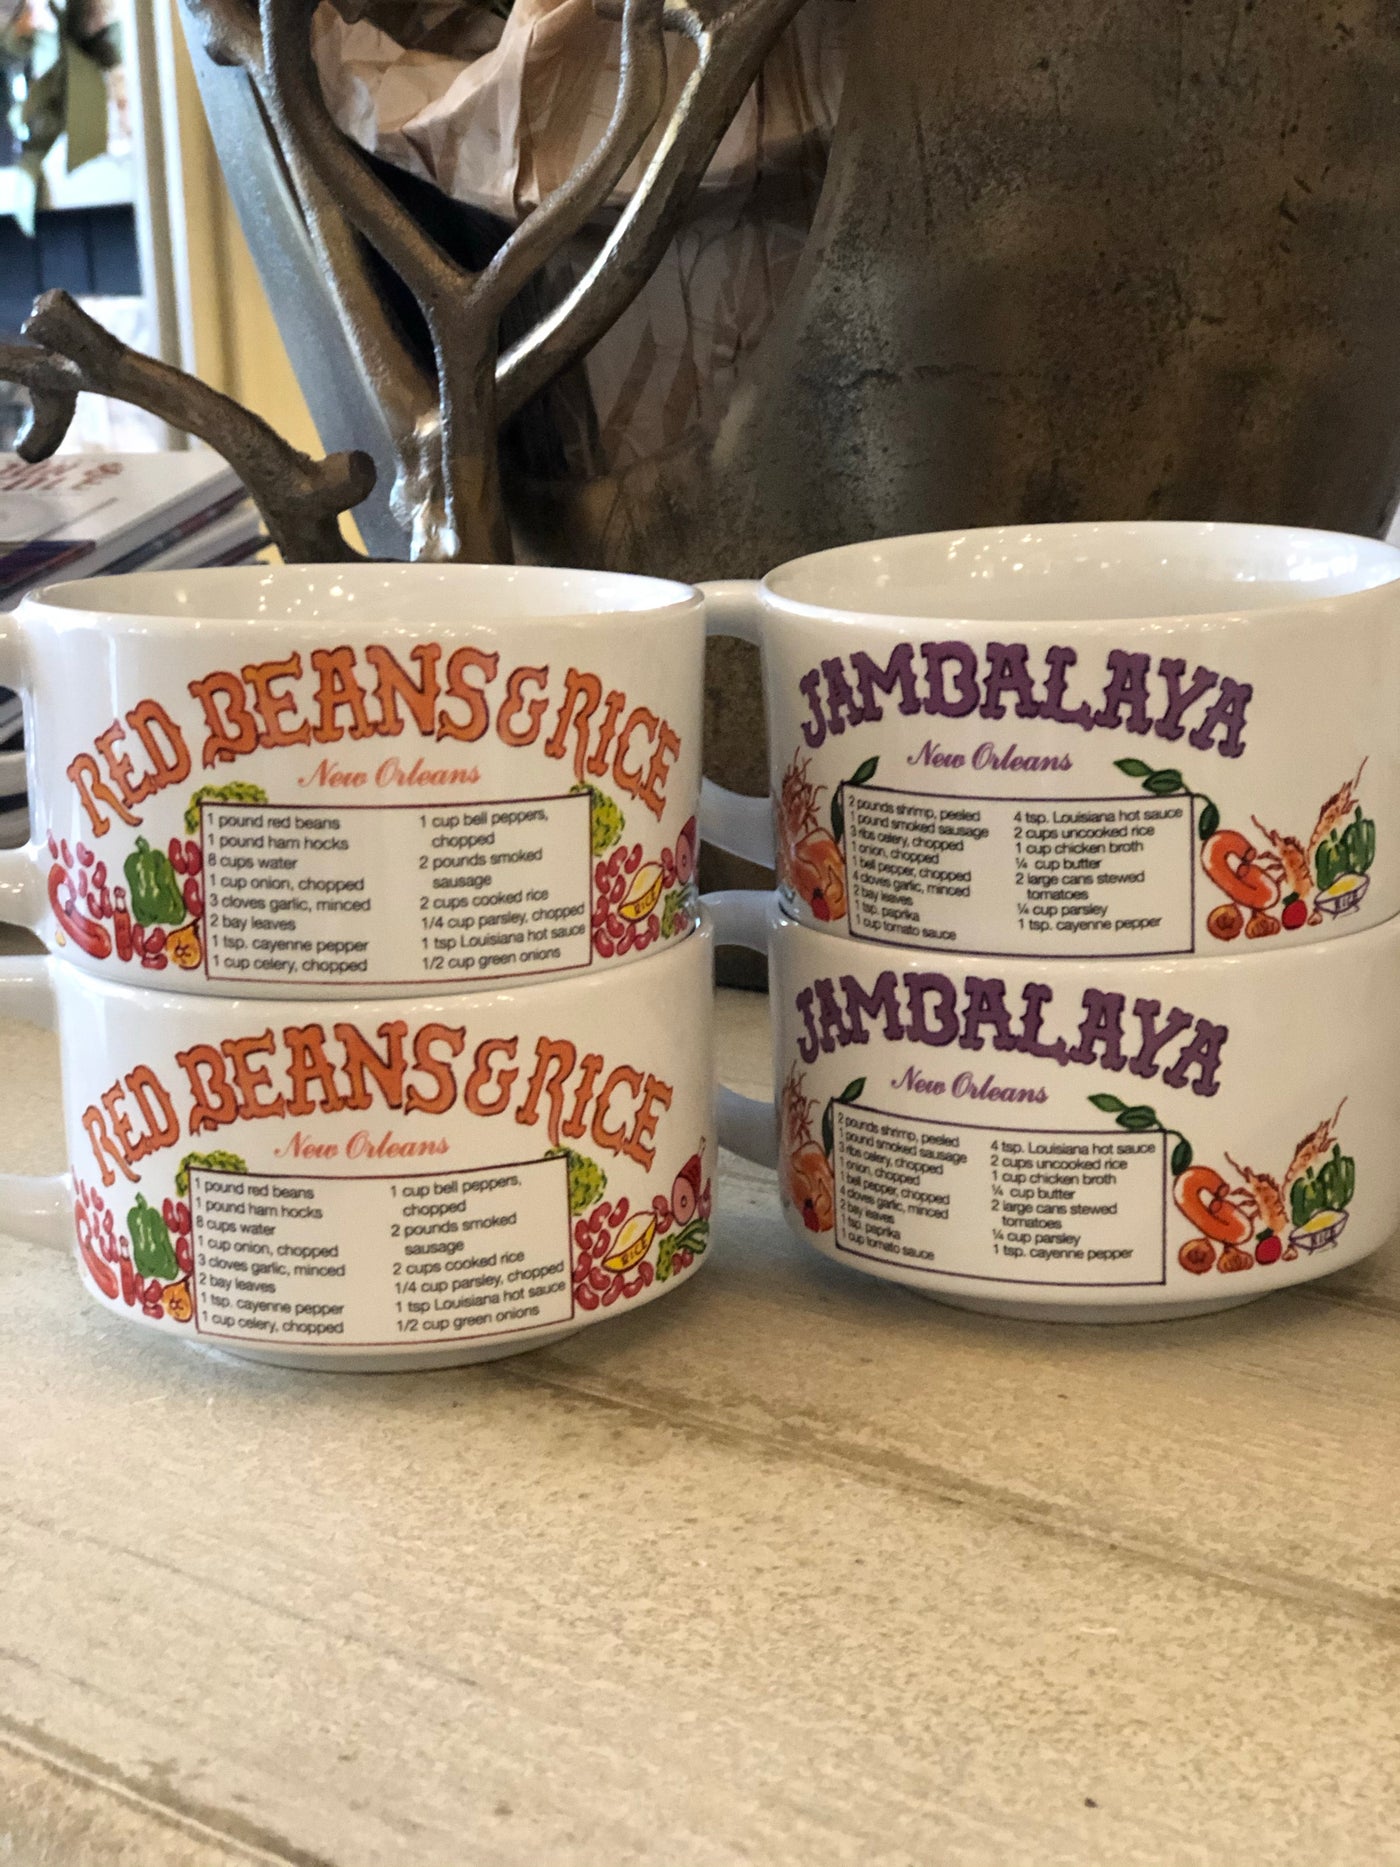 RED BEANS & RICE
New Orleans
1 pound red beans
1 pound ham hocks
8 cups water
1 cup onion, chopped
3 cloves garlic, minced
2 bay leaves
1 tsp. cayenne pepper
1 cup celery, chopped
1 cup bell peppers,
chopped
2 pounds smoked
sausage
2 cups cooked rice
1/4 cup parsley, chopped
1 tsp Louisiana hot sauce
1/2 cup green onions
RICE
JAMBALAYA
New Orleans
2 pounds shrimp, peeled
1 pound smoked sausage
3 ribs celery, chopped
1 onion, chopped
1 bell pepper, chopped
4 cloves garlic, minced
2 bay leaves
1 tsp. paprika
1 cup tomato sauce
4 tsp. Louisiana hot sauce
2 cups uncooked rice
1 cup chicken broth
¼ cup butter
2 large cans stewed
tomatoes
¼ cup parsley
1 tsp. cayenne pepper
RICE
RED BEANS & RICE
New Orleans
1 pound red beans
1 pound ham hocks
8 cups water
1 cup onion, chopped
3 cloves garlic, minced
2 bay leaves
1 tsp. cayenne pepper
1 cup celery, chopped
1 cup bell peppers,
chopped
2 pounds smoked
sausage
2 cups cooked rice
1/4 cup parsley, chopped
1 tsp Louisiana hot sauce
1/2 cup green onions
RICE
JAMBALAYA
New Orleans
2 pounds shrimp, peeled
1 pound smoked sausage
3 ribs celery, chopped
1 onion, chopped
1 bell pepper, chopped
4 cloves garlic, minced
2 bay leaves
1 tsp. paprika
1 cup tomato sauce
4 tsp. Louisiana hot sauce
2 cups uncooked rice
1 cup chicken broth
¼ cup butter
2 large cans stewed
tomatoes
¼ cup parsley
1 tsp. cayenne pepper
RICE